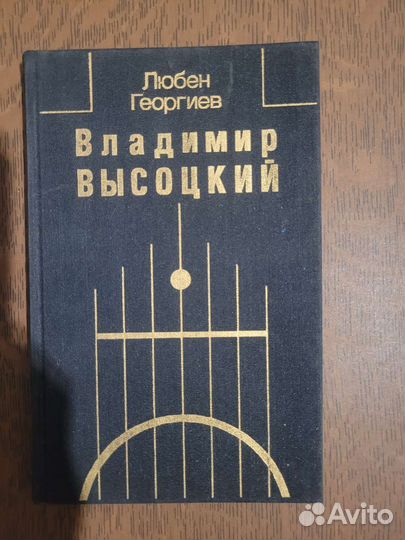 Любен
Георгиев
Владимир
ВЫСОЦКИЙ
Avito